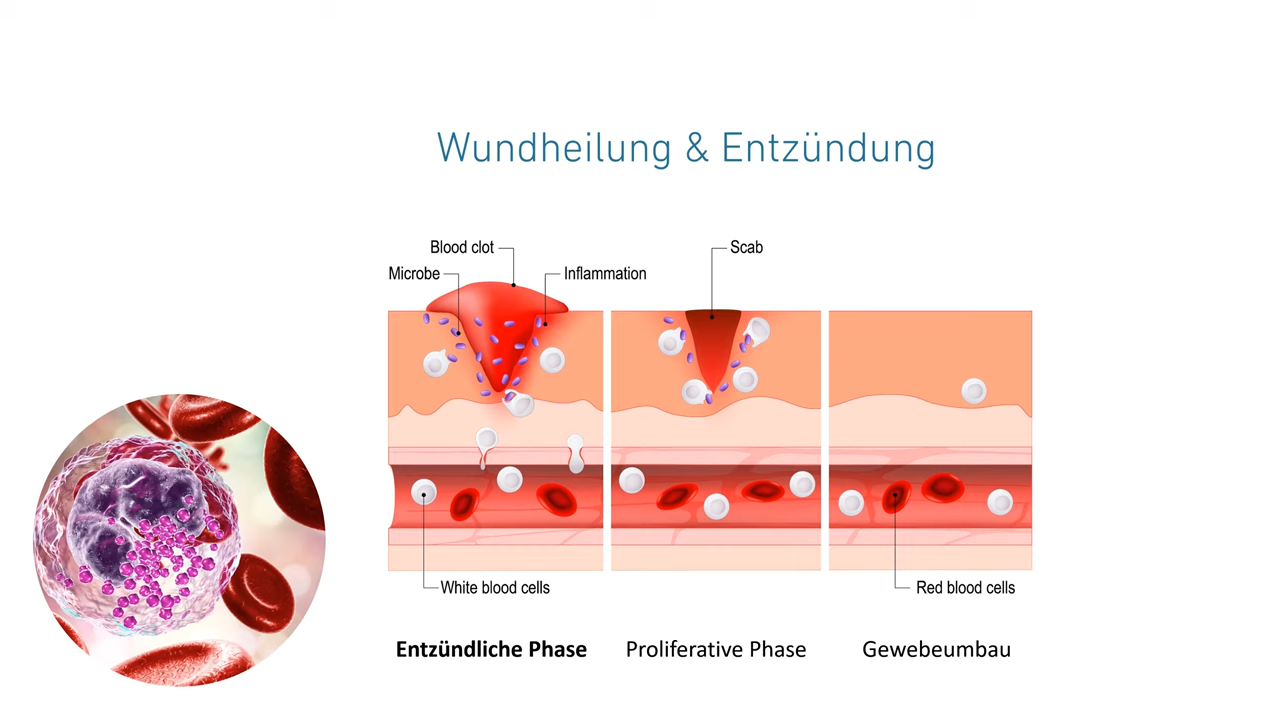 Wundheilung & Entzündung
Blood clot
Scab
Microbe
Inflammation
White blood cells
Red blood cells
Entzündliche Phase
Proliferative Phase
Gewebeumbau